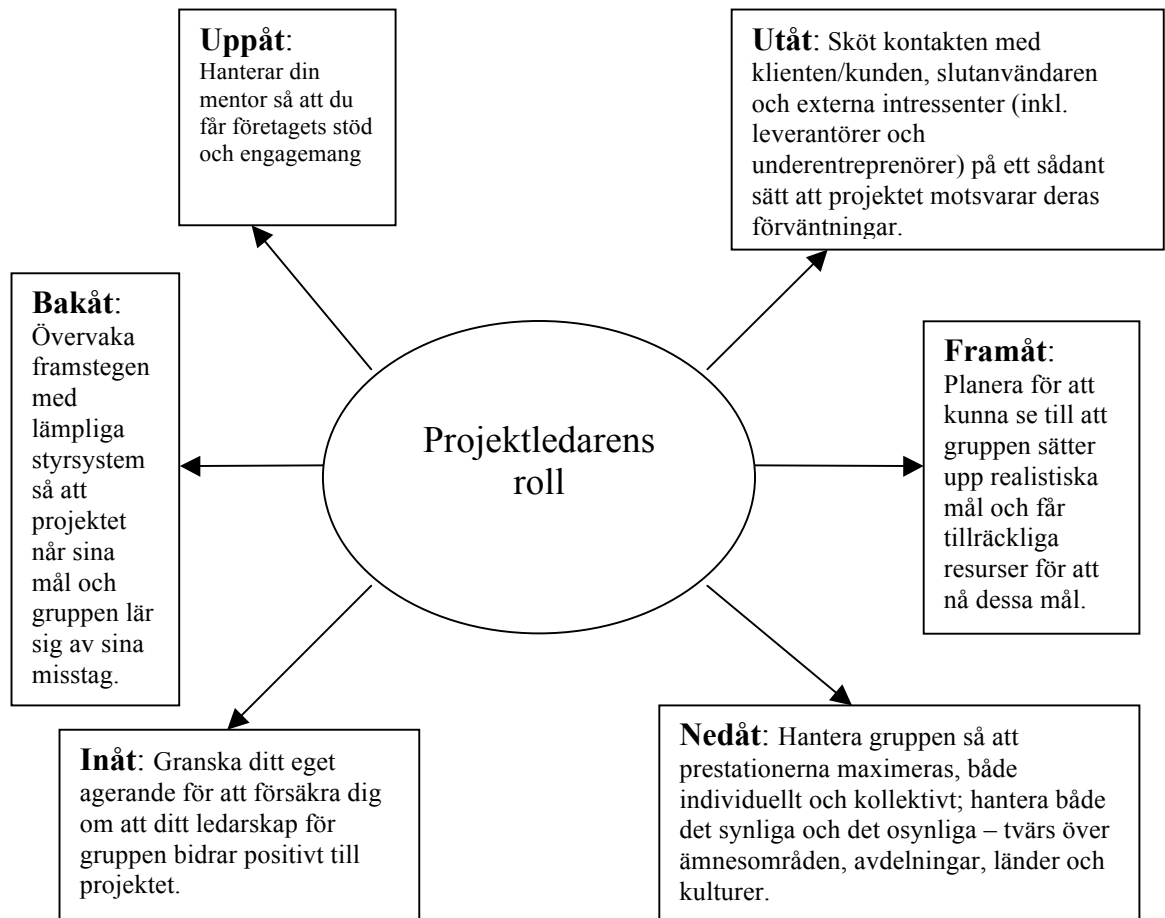 Uppåt:
Hanterar din
mentor så att du
får företagets stöd
och engagemang
Utåt: Sköt kontakten med
klienten/kunden, slutanvändaren
och externa intressenter (inkl.
leverantörer och
underentreprenörer) på ett sådant
sätt att projektet motsvarar deras
förväntningar.
Bakåt:
Övervaka
framstegen
med
lämpliga
styrsystem
så att
projektet
når sina
mål och
gruppen lär
sig av sina
misstag.
Projektledarens
roll
Framåt:
Planera för att
kunna se till att
gruppen sätter
upp realistiska
mål och får
tillräckliga
resurser för att
nå dessa mål.
Inåt: Granska ditt eget
agerande för att försäkra dig
om att ditt ledarskap för
gruppen bidrar positivt till
projektet.
Nedåt: Hantera gruppen så att
prestationerna maximeras, både
individuellt och kollektivt; hantera både
det synliga och det osynliga – tvärs över
ämnesområden, avdelningar, länder och
kulturer.